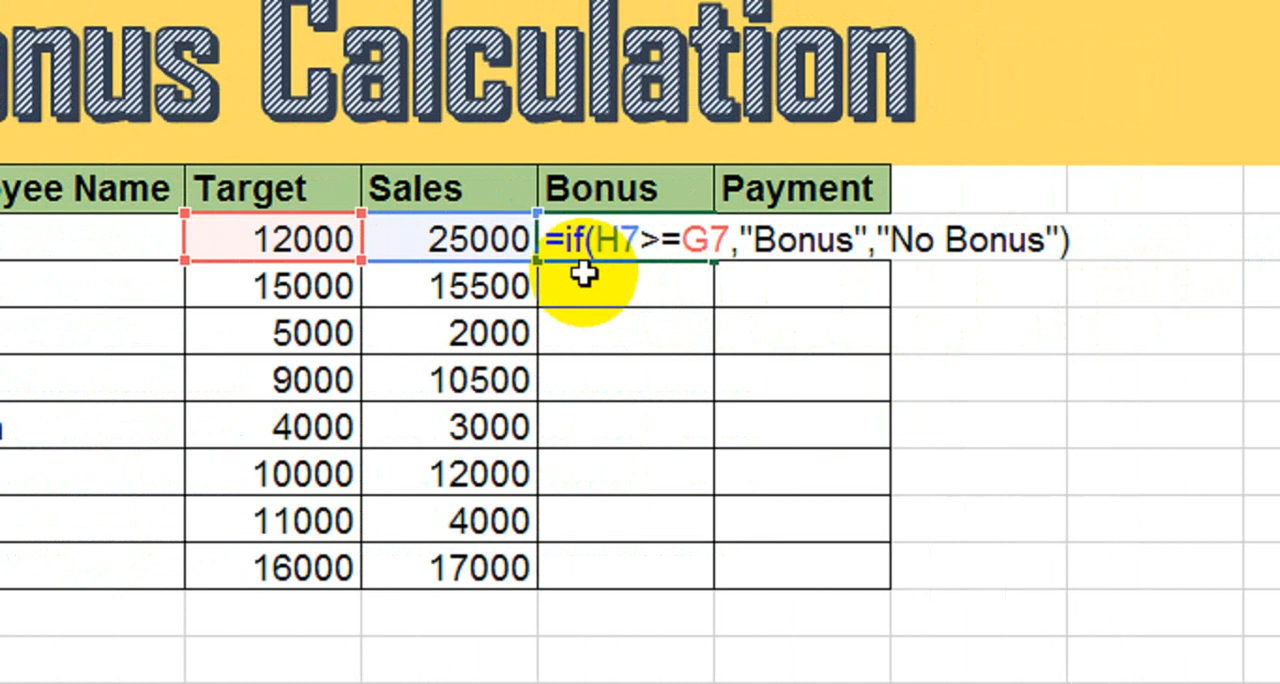 onus Calculation
yee Name Target Sales Bonus Payment
12000 25000 =if(H7>=G7,"Bonus","No Bonus")
15000 15500
5000 2000
9000 10500
4000 3000
10000 12000
11000 4000
16000 17000